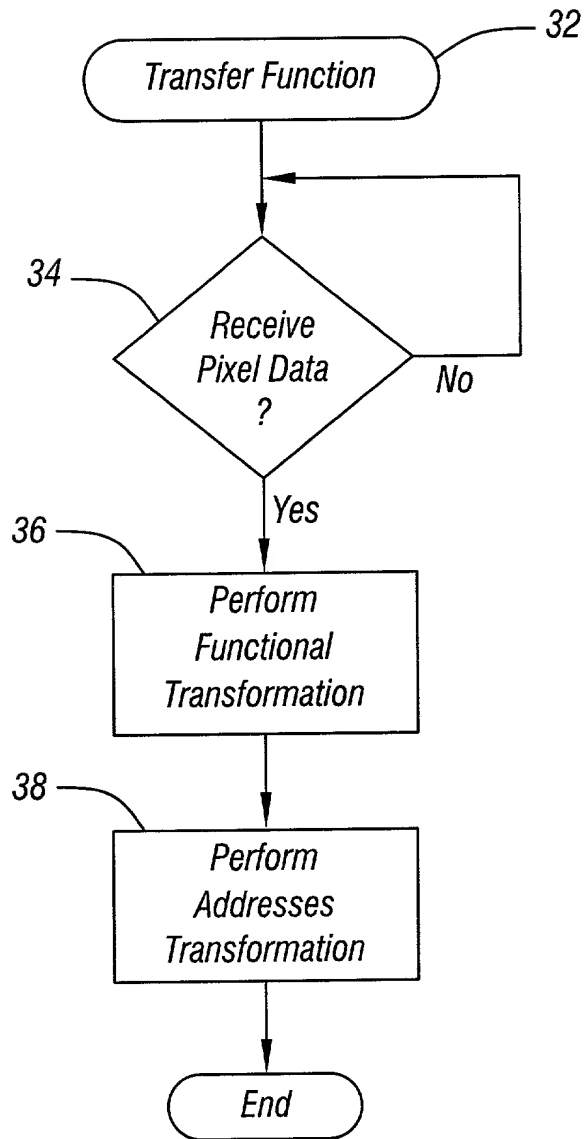 32
Transfer Function
34
Receive
Pixel Data
?
No
Yes
36
Perform
Functional
Transformation
38
Perform
Addresses
Transformation
End